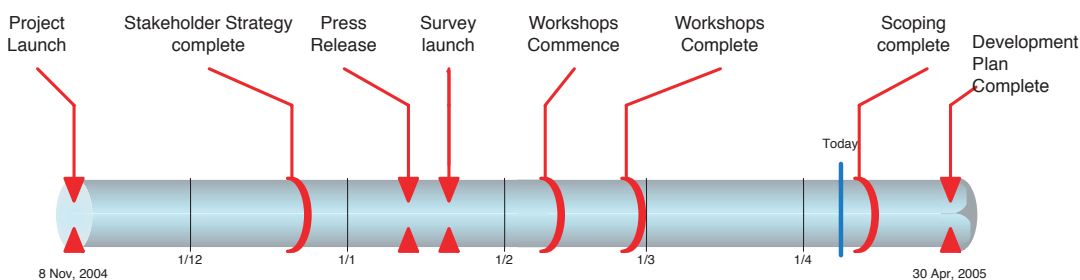 Project
Launch
Stakeholder Strategy
complete
Press
Release
Survey
launch
Workshops
Commence
Workshops
Complete
Scoping
complete
Development
Plan
Complete
Today
1/12
1/1
1/2
1/3
1/4
8 Nov, 2004
30 Apr, 2005